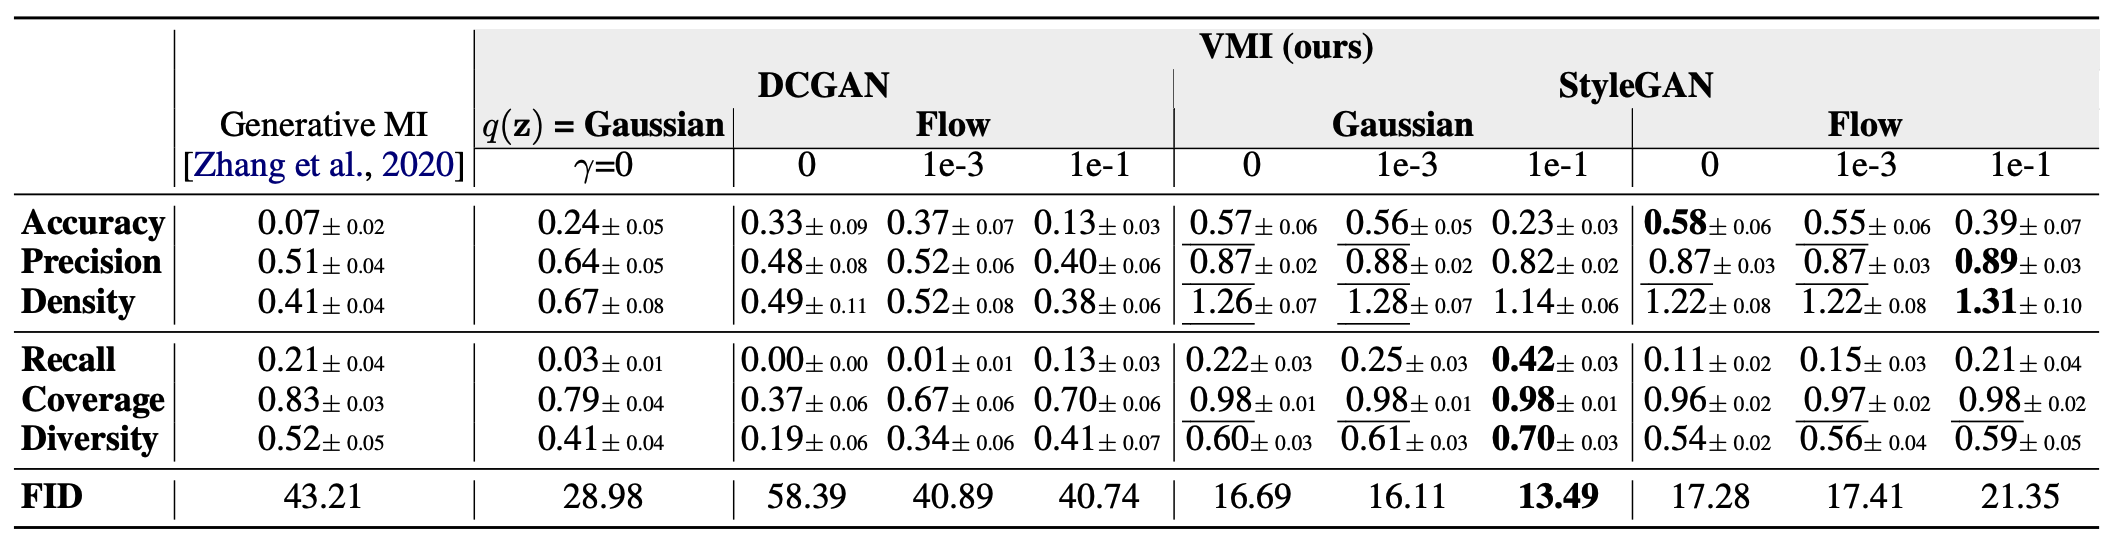 VMI (ours)
DCGAN StyleGAN
Generative MI q(z) = Gaussian Flow Gaussian Flow
[Zhang et al., 2020] γ=0 0 1e-3 1e-1 0 1e-3 1e-1 0 1e-3 1e-1
Accuracy 0.07± 0.02 0.24± 0.05 0.33± 0.09 0.37± 0.07 0.13± 0.03 0.57± 0.06 0.56± 0.05 0.23± 0.03 0.58± 0.06 0.55± 0.06 0.39± 0.07
Precision 0.51± 0.04 0.64± 0.05 0.48± 0.08 0.52± 0.06 0.40± 0.06 0.87± 0.02 0.88± 0.02 0.82± 0.02 0.87± 0.03 0.87± 0.03 0.89± 0.03
Density 0.41± 0.04 0.67± 0.08 0.49± 0.11 0.52± 0.08 0.38± 0.06 1.26± 0.07 1.28± 0.07 1.14± 0.06 1.22± 0.08 1.22± 0.08 1.31± 0.10
Recall 0.21± 0.04 0.03± 0.01 0.00± 0.00 0.01± 0.01 0.13± 0.03 0.22± 0.03 0.25± 0.03 0.42± 0.03 0.11± 0.02 0.15± 0.03 0.21± 0.04
Coverage 0.83± 0.03 0.79± 0.04 0.37± 0.06 0.67± 0.06 0.70± 0.06 0.98± 0.01 0.98± 0.01 0.98± 0.01 0.96± 0.02 0.97± 0.02 0.98± 0.02
Diversity 0.52± 0.05 0.41± 0.04 0.19± 0.06 0.34± 0.06 0.41± 0.07 0.60± 0.03 0.61± 0.03 0.70± 0.03 0.54± 0.02 0.56± 0.04 0.59± 0.05
FID 43.21 28.98 58.39 40.89 40.74 16.69 16.11 13.49 17.28 17.41 21.35